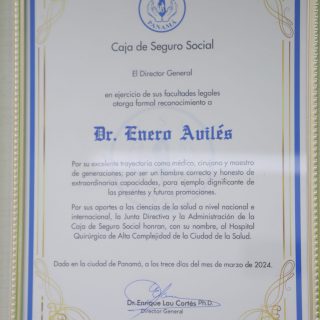 PANAMÁ
Caja de Seguro Social
El Director General
en ejercicio de sus facultades legales
otorga formal reconocimiento a
Dr. Enero Avilés
Por su excelente trayectoria como médico, cirujano y maestro
de generaciones; por ser un hombre correcto y honesto de
extraordinarias capacidades, para ejemplo dignificante de
las presentes y futuras promociones.
Por sus aportes a las ciencias de la salud a nivel nacional e
internacional, la Junta Directiva y la Administración de la
Caja de Seguro Social honran, con su nombre, al Hospital
Quirúrgico de Alta Complejidad de la Ciudad de la Salud.
Dado en la ciudad de Panamá, a los trece días del mes de marzo de 2024.
Dr. Enrique Lau Cortés Ph.D.
Director General